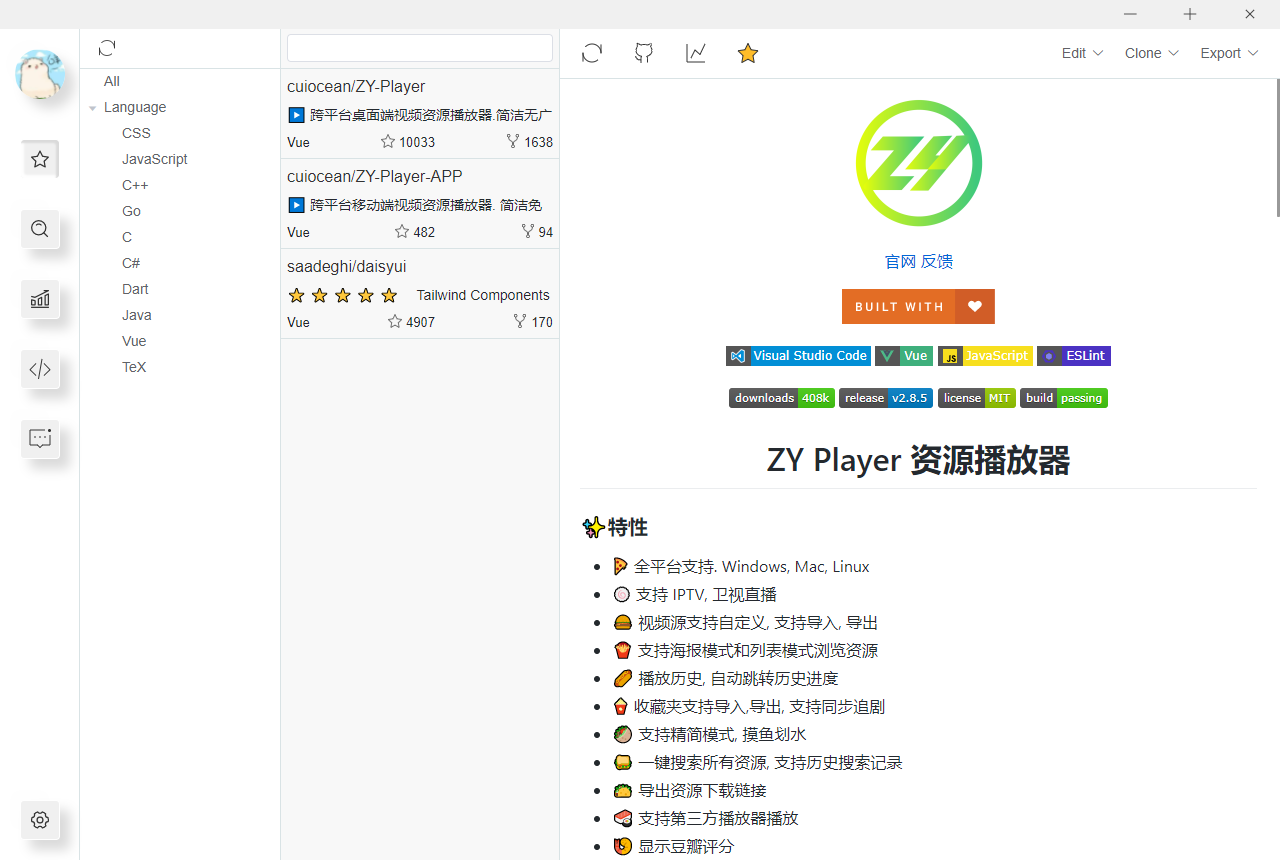 All
Language
CSS
JavaScript
C++
Go
C
C#
Dart
Java
Vue
TeX
cuiocean/ZY-Player
跨平台桌面端视频资源播放器.简洁无广
Vue 10033 1638
cuiocean/ZY-Player-APP
跨平台移动端视频资源播放器. 简洁免
Vue 482 94
saadeghi/daisyui
⭐ ⭐ ⭐ ⭐ ⭐ Tailwind Components
Vue 4907 170
Edit Clone Export
ZY
官网 反馈
BUILT WITH
Visual Studio Code Vue JS JavaScript ESLint
downloads 408k release v2.8.5 license MIT build passing
ZY Player 资源播放器
✨特性
🍕 全平台支持. Windows, Mac, Linux
🍥 支持 IPTV, 卫视直播
🍔 视频源支持自定义, 支持导入, 导出
🍟 支持海报模式和列表模式浏览资源
🌭 播放历史, 自动跳转历史进度
🍿 收藏夹支持导入,导出, 支持同步追剧
🥙 支持精简模式, 摸鱼划水
🥪 一键搜索所有资源, 支持历史搜索记录
🌮 导出资源下载链接
🍣 支持第三方播放器播放
🍤 显示豆瓣评分